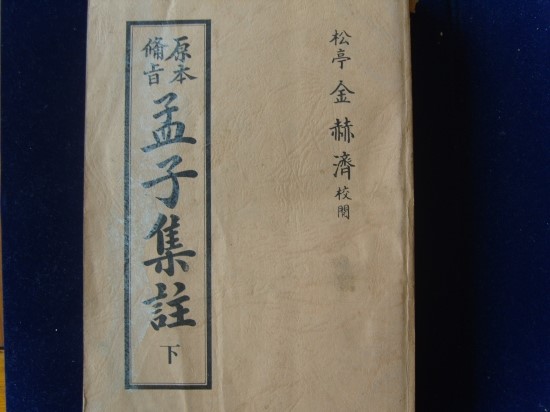 松亭 金赫濟 校閱
原本
備旨
孟子集註 下